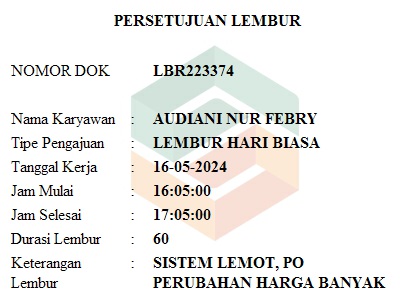 PERSETUJUAN LEMBUR
NOMOR DOK LBR223374
Nama Karyawan : AUDIANI NUR FEBRY
Tipe Pengajuan : LEMBUR HARI BIASA
Tanggal Kerja : 16-05-2024
Jam Mulai : 16:05:00
Jam Selesai : 17:05:00
Durasi Lembur : 60
Keterangan : SISTEM LEMOT, PO
Lembur PERUBAHAN HARGA BANYAK